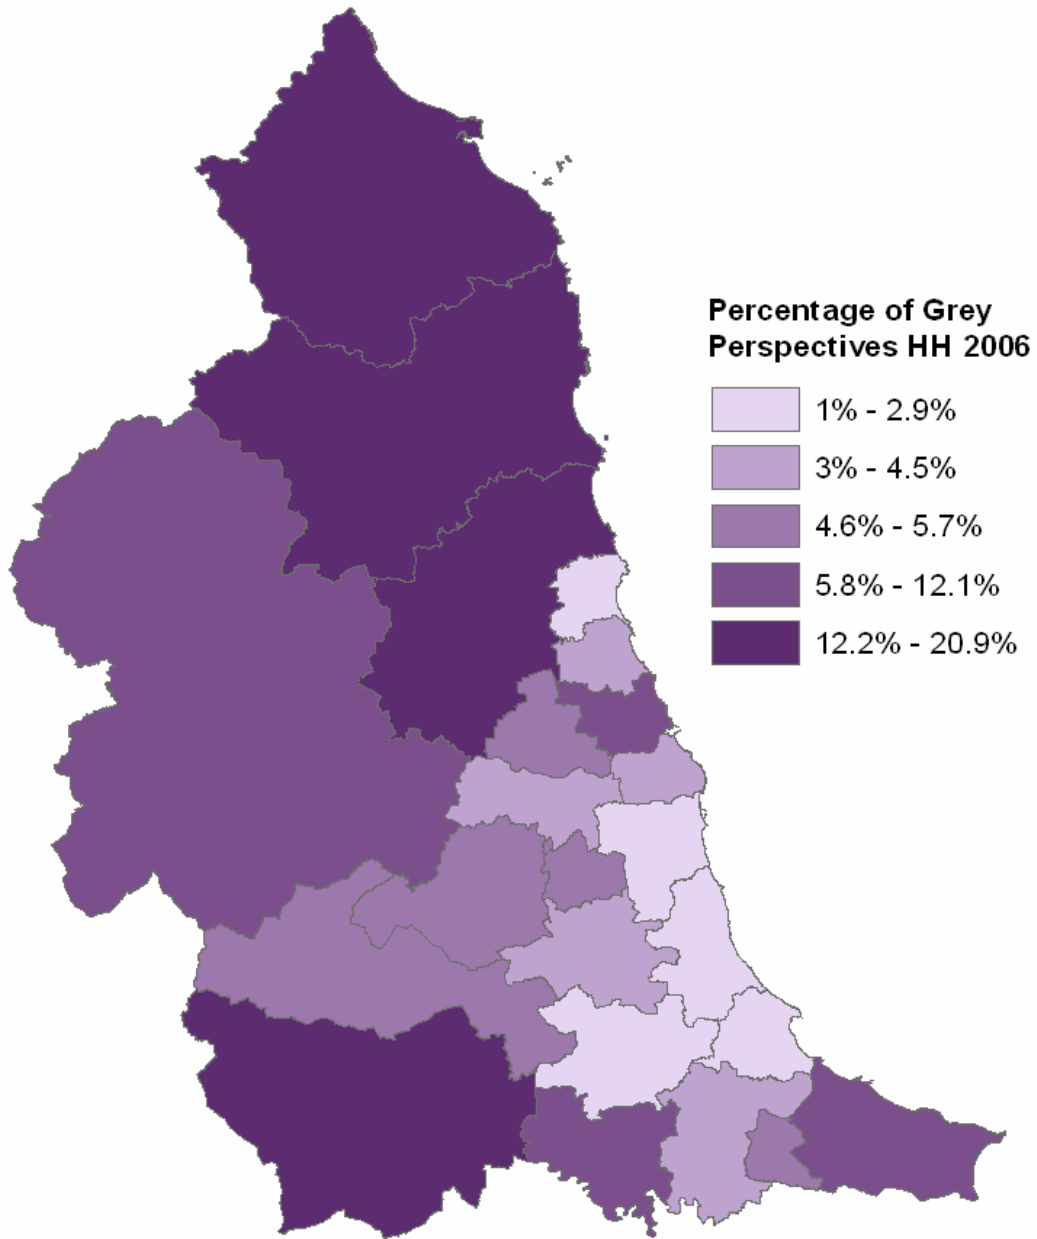 Percentage of Grey
Perspectives HH 2006
1% - 2.9%
3% - 4.5%
4.6% - 5.7%
5.8% - 12.1%
12.2% - 20.9%